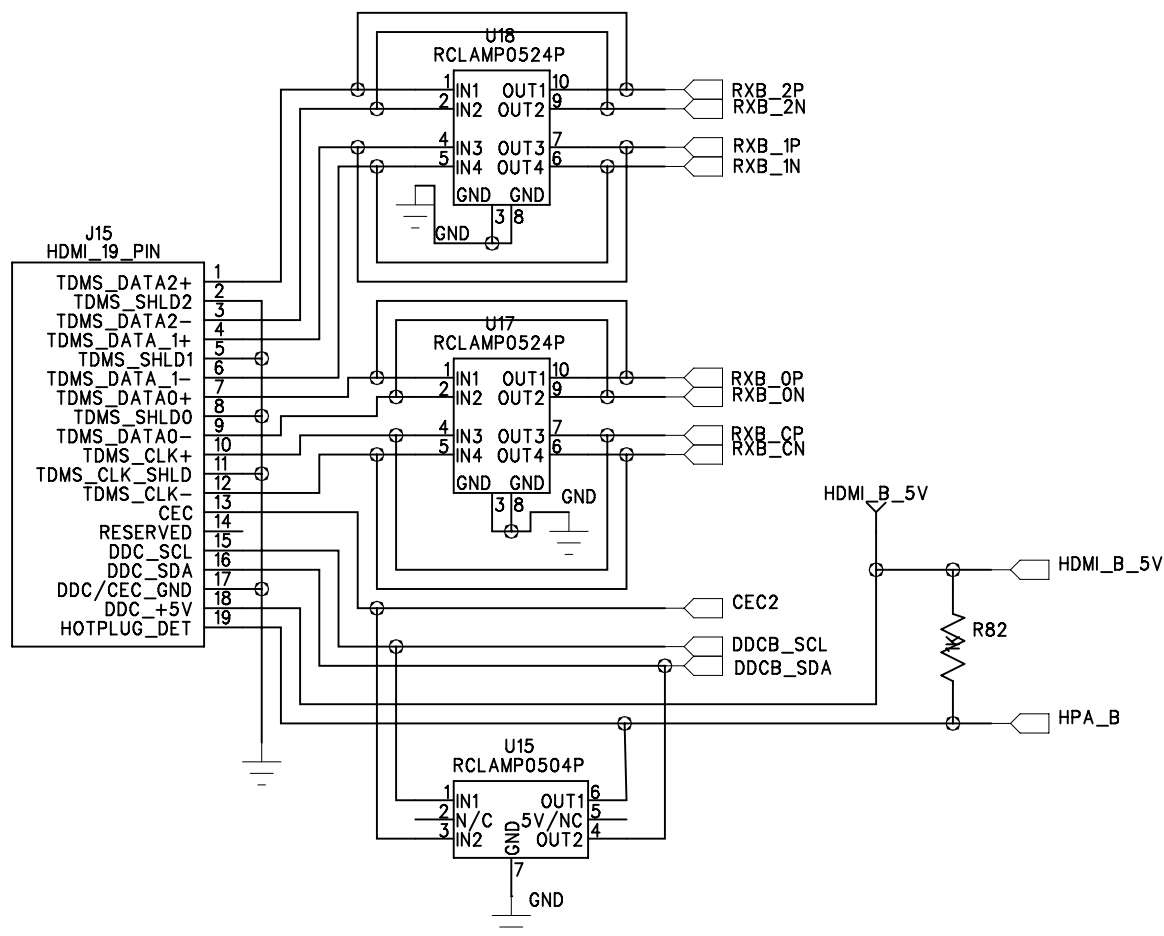 U18
RCLAMP0524P
1 IN1 OUT1 10 RXB_2P
2 IN2 OUT2 9 RXB_2N
4 IN3 OUT3 7 RXB_1P
5 IN4 OUT4 6 RXB_1N
GND GND
3 8
GND
J15
HDMI_19_PIN
TDMS_DATA2+ 1
TDMS_SHLD2 2
TDMS_DATA2- 3
TDMS_DATA_1+ 4
TDMS_SHLD1 5
TDMS_DATA_1- 6
TDMS_DATA0+ 7
TDMS_SHLD0 8
TDMS_DATA0- 9
TDMS_CLK+ 10
TDMS_CLK_SHLD 11
TDMS_CLK- 12
CEC 13
RESERVED 14
DDC_SCL 15
DDC_SDA 16
DDC/CEC_GND 17
DDC_+5V 18
HOTPLUG_DET 19
U17
RCLAMP0524P
1 IN1 OUT1 10 RXB_0P
2 IN2 OUT2 9 RXB_0N
4 IN3 OUT3 7 RXB_CP
5 IN4 OUT4 6 RXB_CN
GND GND
3 8
GND
HDMI_B_5V
HDMI_B_5V
CEC2
R82
1K
DDCB_SCL
DDCB_SDA
HPA_B
U15
RCLAMP0504P
1 IN1 OUT1 6
2 N/C 5V/NC 5
3 IN2 OUT2 4
GND
7
GND